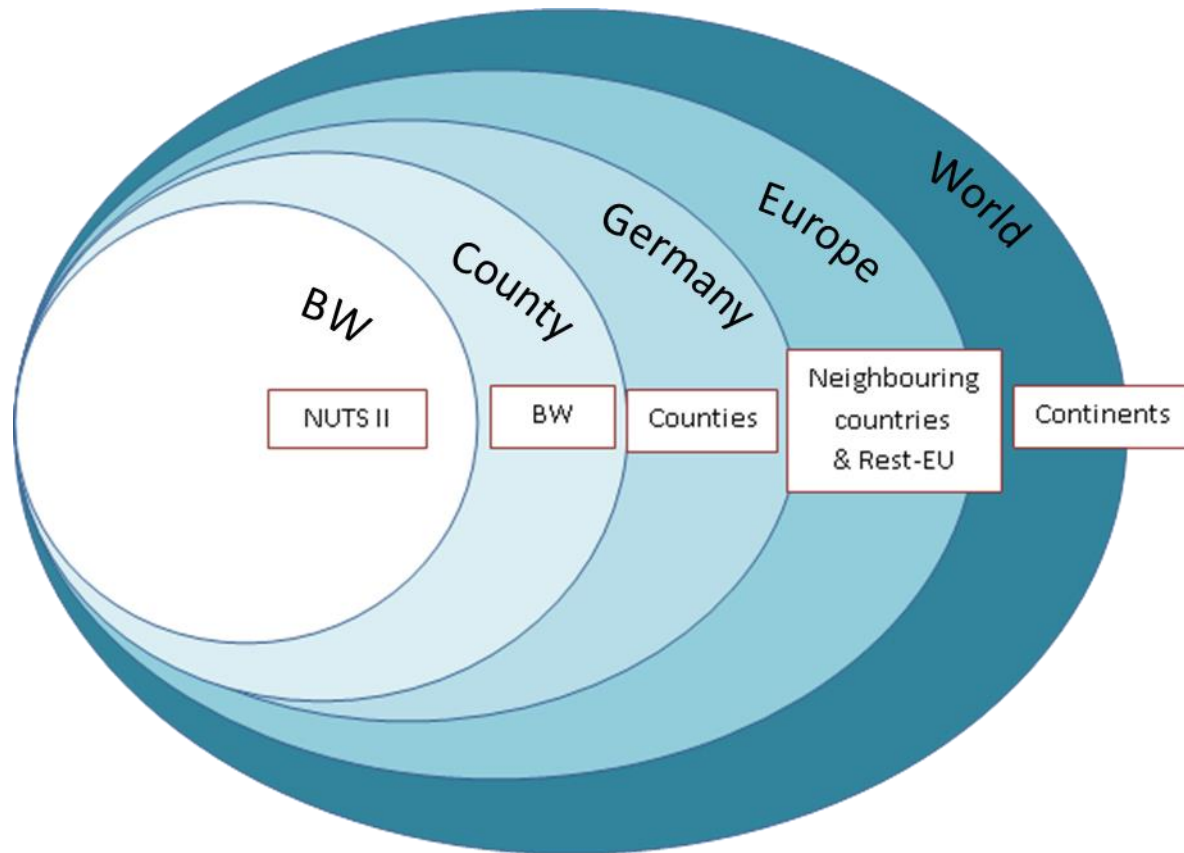 World
Europe
Germany
County
BW
NUTS II
BW
Counties
Neighbouring
countries
& Rest-EU
Continents